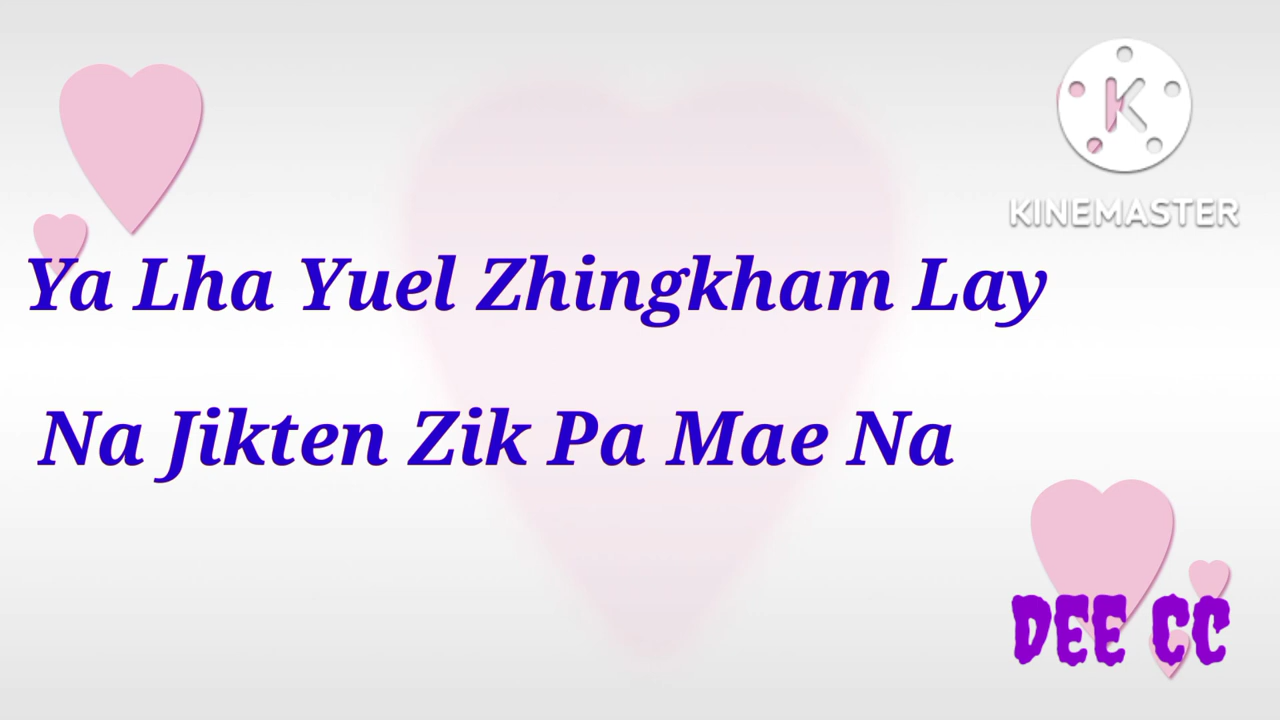 KINEMASTER
Ya Lha Yuel Zhingkham Lay
Na Jikten Zik Pa Mae Na
DEE CC